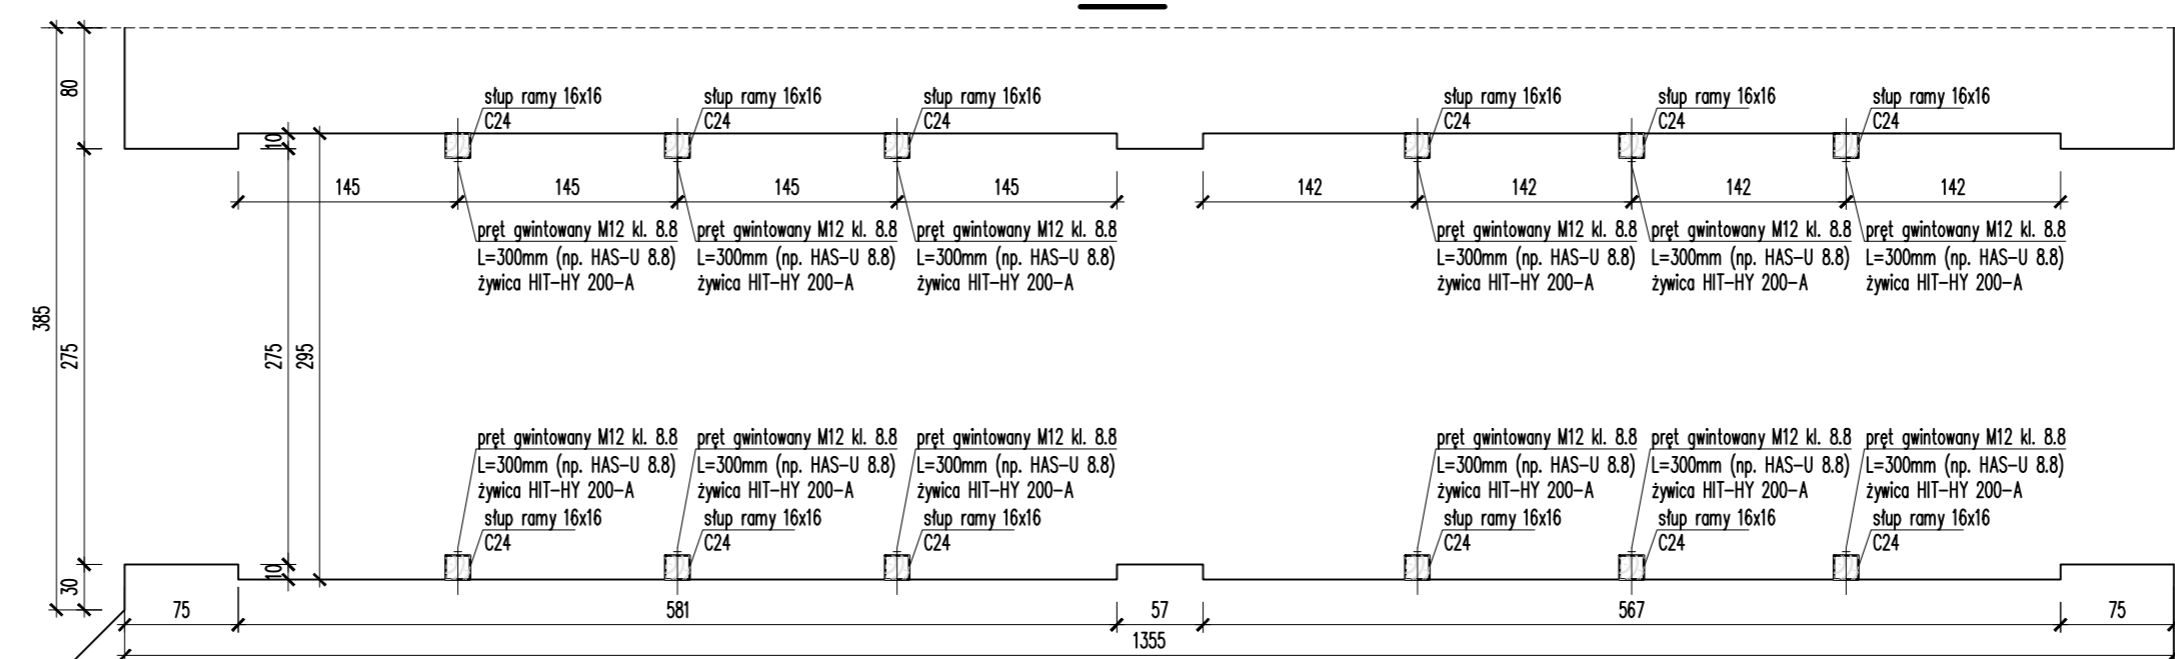 80
słup ramy 16x16
C24
słup ramy 16x16
C24
słup ramy 16x16
C24
słup ramy 16x16
C24
słup ramy 16x16
C24
słup ramy 16x16
C24
10
145
145
145
145
142
142
142
142
pręt gwintowany M12 kl. 8.8
L=300mm (np. HAS-U 8.8)
żywica HIT-HY 200-A
pręt gwintowany M12 kl. 8.8
L=300mm (np. HAS-U 8.8)
żywica HIT-HY 200-A
pręt gwintowany M12 kl. 8.8
L=300mm (np. HAS-U 8.8)
żywica HIT-HY 200-A
pręt gwintowany M12 kl. 8.8
L=300mm (np. HAS-U 8.8)
żywica HIT-HY 200-A
pręt gwintowany M12 kl. 8.8
L=300mm (np. HAS-U 8.8)
żywica HIT-HY 200-A
pręt gwintowany M12 kl. 8.8
L=300mm (np. HAS-U 8.8)
żywica HIT-HY 200-A
385
275
275
295
pręt gwintowany M12 kl. 8.8
L=300mm (np. HAS-U 8.8)
żywica HIT-HY 200-A
słup ramy 16x16
C24
pręt gwintowany M12 kl. 8.8
L=300mm (np. HAS-U 8.8)
żywica HIT-HY 200-A
słup ramy 16x16
C24
pręt gwintowany M12 kl. 8.8
L=300mm (np. HAS-U 8.8)
żywica HIT-HY 200-A
słup ramy 16x16
C24
pręt gwintowany M12 kl. 8.8
L=300mm (np. HAS-U 8.8)
żywica HIT-HY 200-A
słup ramy 16x16
C24
pręt gwintowany M12 kl. 8.8
L=300mm (np. HAS-U 8.8)
żywica HIT-HY 200-A
słup ramy 16x16
C24
pręt gwintowany M12 kl. 8.8
L=300mm (np. HAS-U 8.8)
żywica HIT-HY 200-A
słup ramy 16x16
C24
30
10
75
581
57
567
75
1355